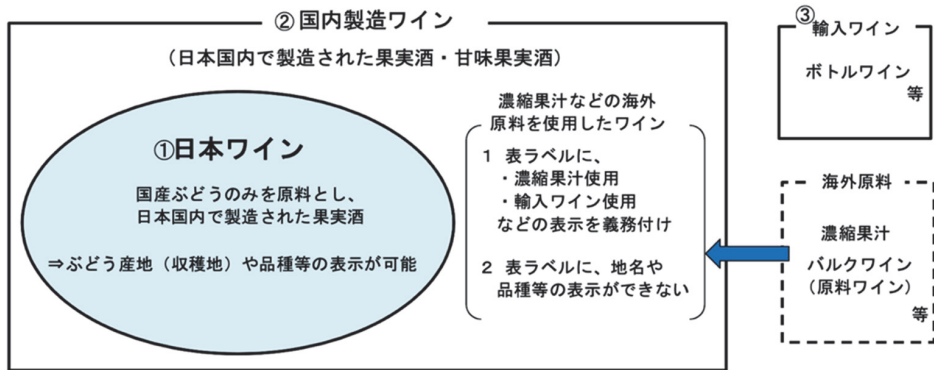 ②国内製造ワイン
(日本国内で製造された果実酒・甘味果実酒)
①日本ワイン
国産ぶどうのみを原料とし、
日本国内で製造された果実酒
⇒ぶどう産地(収穫地)や品種等の表示が可能
濃縮果汁などの海外
原料を使用したワイン
1 表ラベルに、
・濃縮果汁使用
・輸入ワイン使用
などの表示を義務付け
2 表ラベルに、地名や
品種等の表示ができない
③
輸入ワイン
ボトルワイン
等
海外原料
濃縮果汁
バルクワイン
(原料ワイン)
等